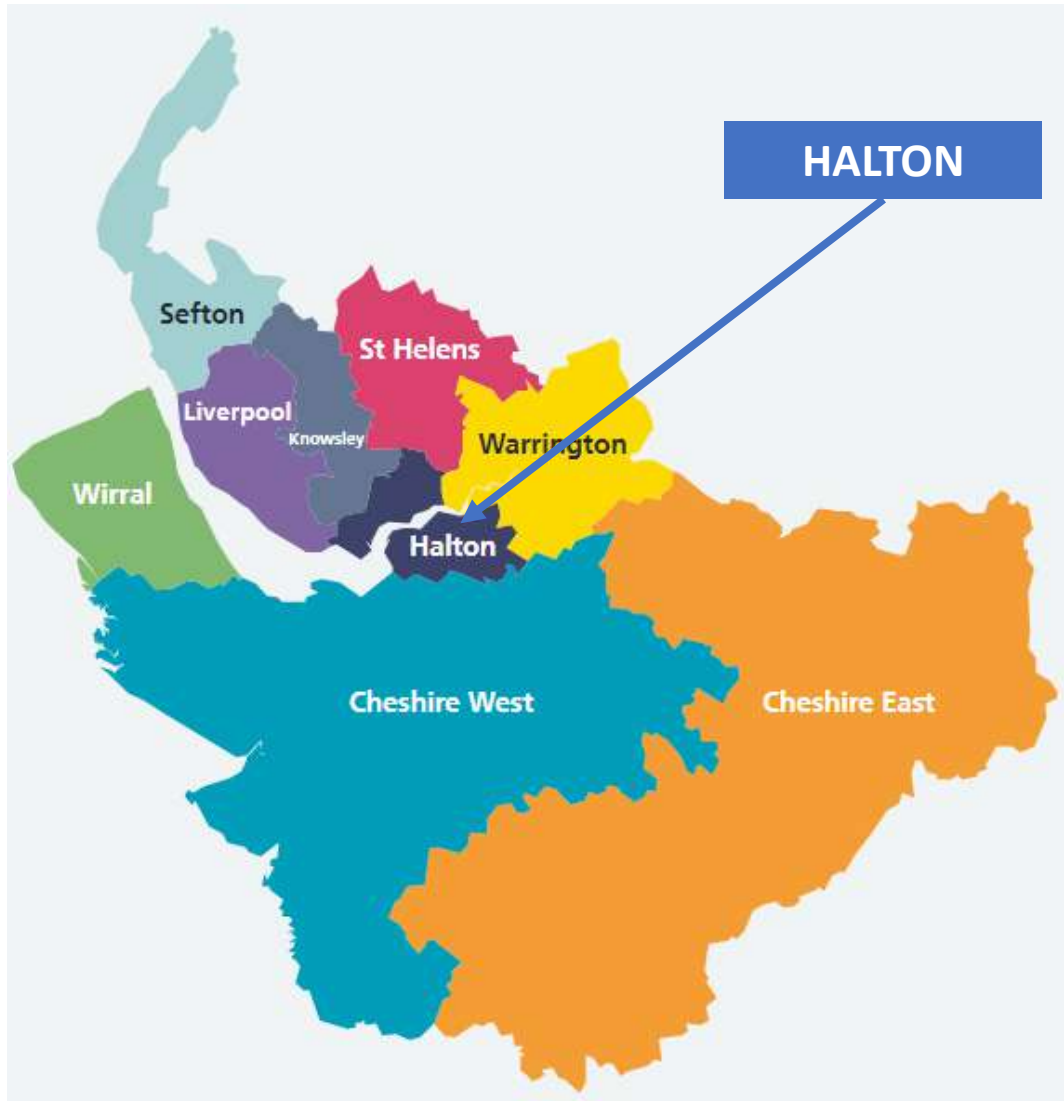 HALTON
Sefton
St Helens
Liverpool
Knowsley
Warrington
Wirral
Halton
Cheshire West
Cheshire East